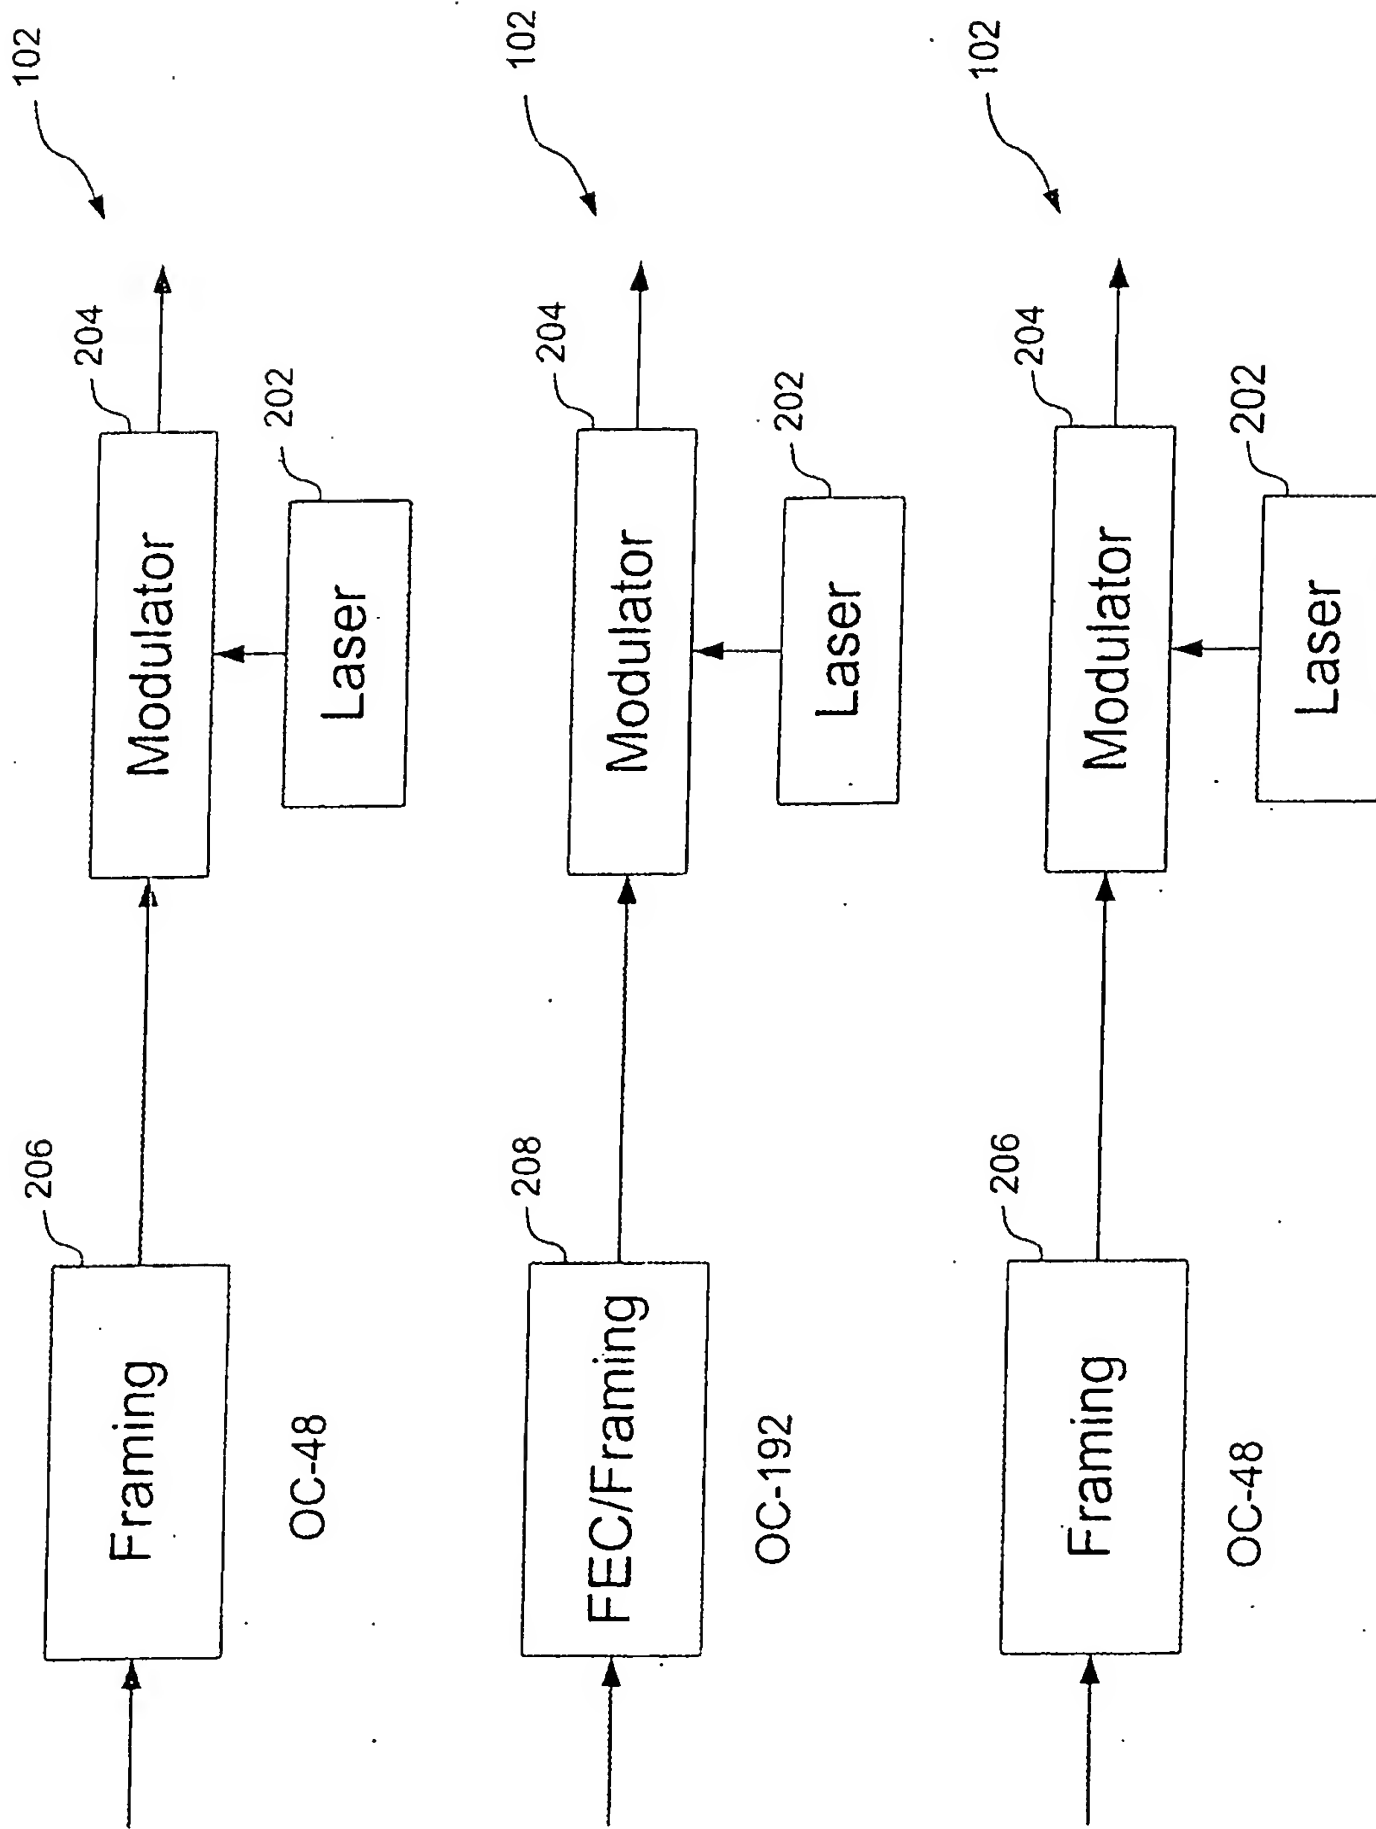 102
204
206
Framing
Modulator
202
Laser
OC-48
102
204
208
FEC/Framing
Modulator
202
Laser
OC-192
102
204
206
Framing
Modulator
202
Laser
OC-48